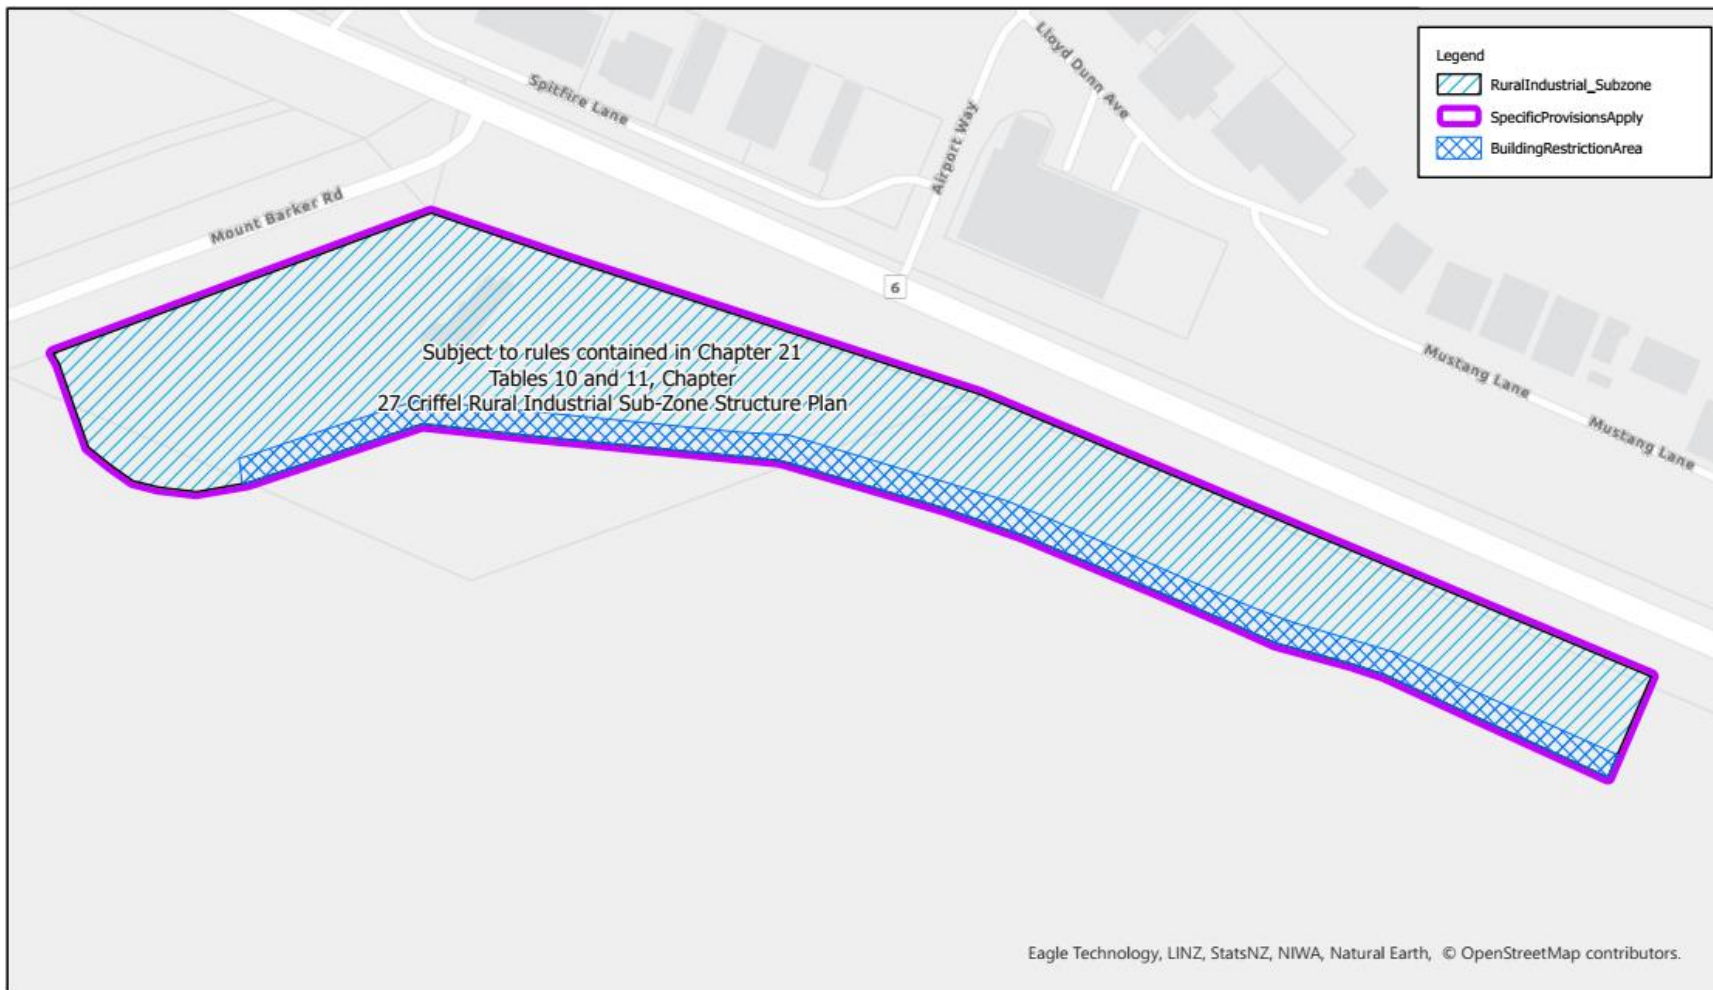 Legend
RuralIndustrial_Subzone
SpecificProvisionsApply
BuildingRestrictionArea
Lloyd Dunn Ave
Spitfire Lane
Airport Way
Mount Barker Rd
6
Subject to rules contained in Chapter 21
Tables 10 and 11, Chapter
27 Criffel Rural Industrial Sub-Zone Structure Plan
Mustang Lane
Mustang Lane
Eagle Technology, LINZ, StatsNZ, NIWA, Natural Earth, © OpenStreetMap contributors.